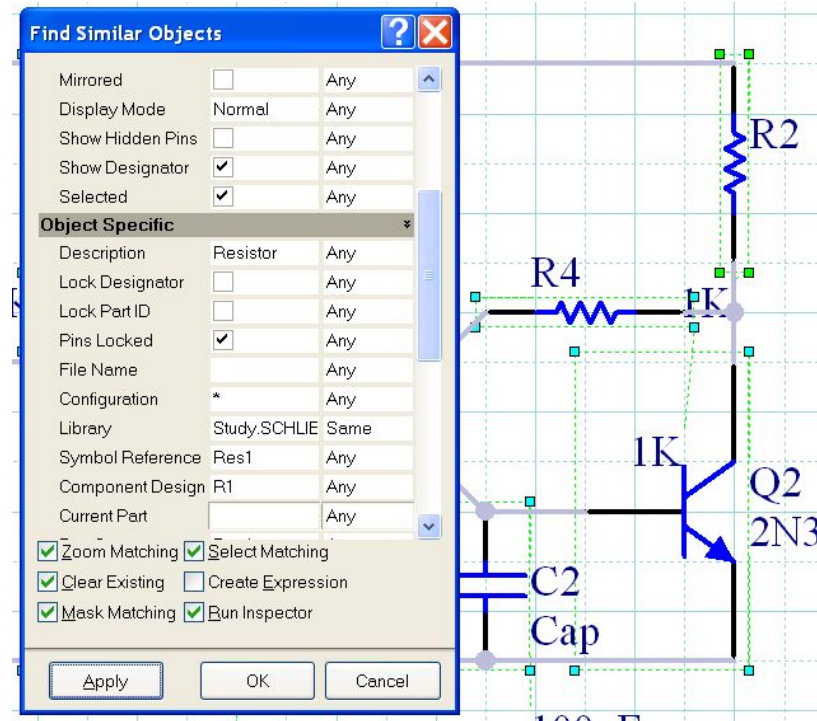 Find Similar Objects
Mirrored Any
Display Mode Normal Any
Show Hidden Pins Any
Show Designator Any
Selected Any
Object Specific
Description Resistor Any
Lock Designator Any
Lock Part ID Any
Pins Locked Any
File Name Any
Configuration * Any
Library Study.SCHLIE Same
Symbol Reference Res1 Any
Component Design R1 Any
Current Part Any
Zoom Matching Select Matching
Clear Existing Create Expression
Mask Matching Run Inspector
Apply OK Cancel
R2
R4
1K
1K
Q2
2N3
C2
Cap